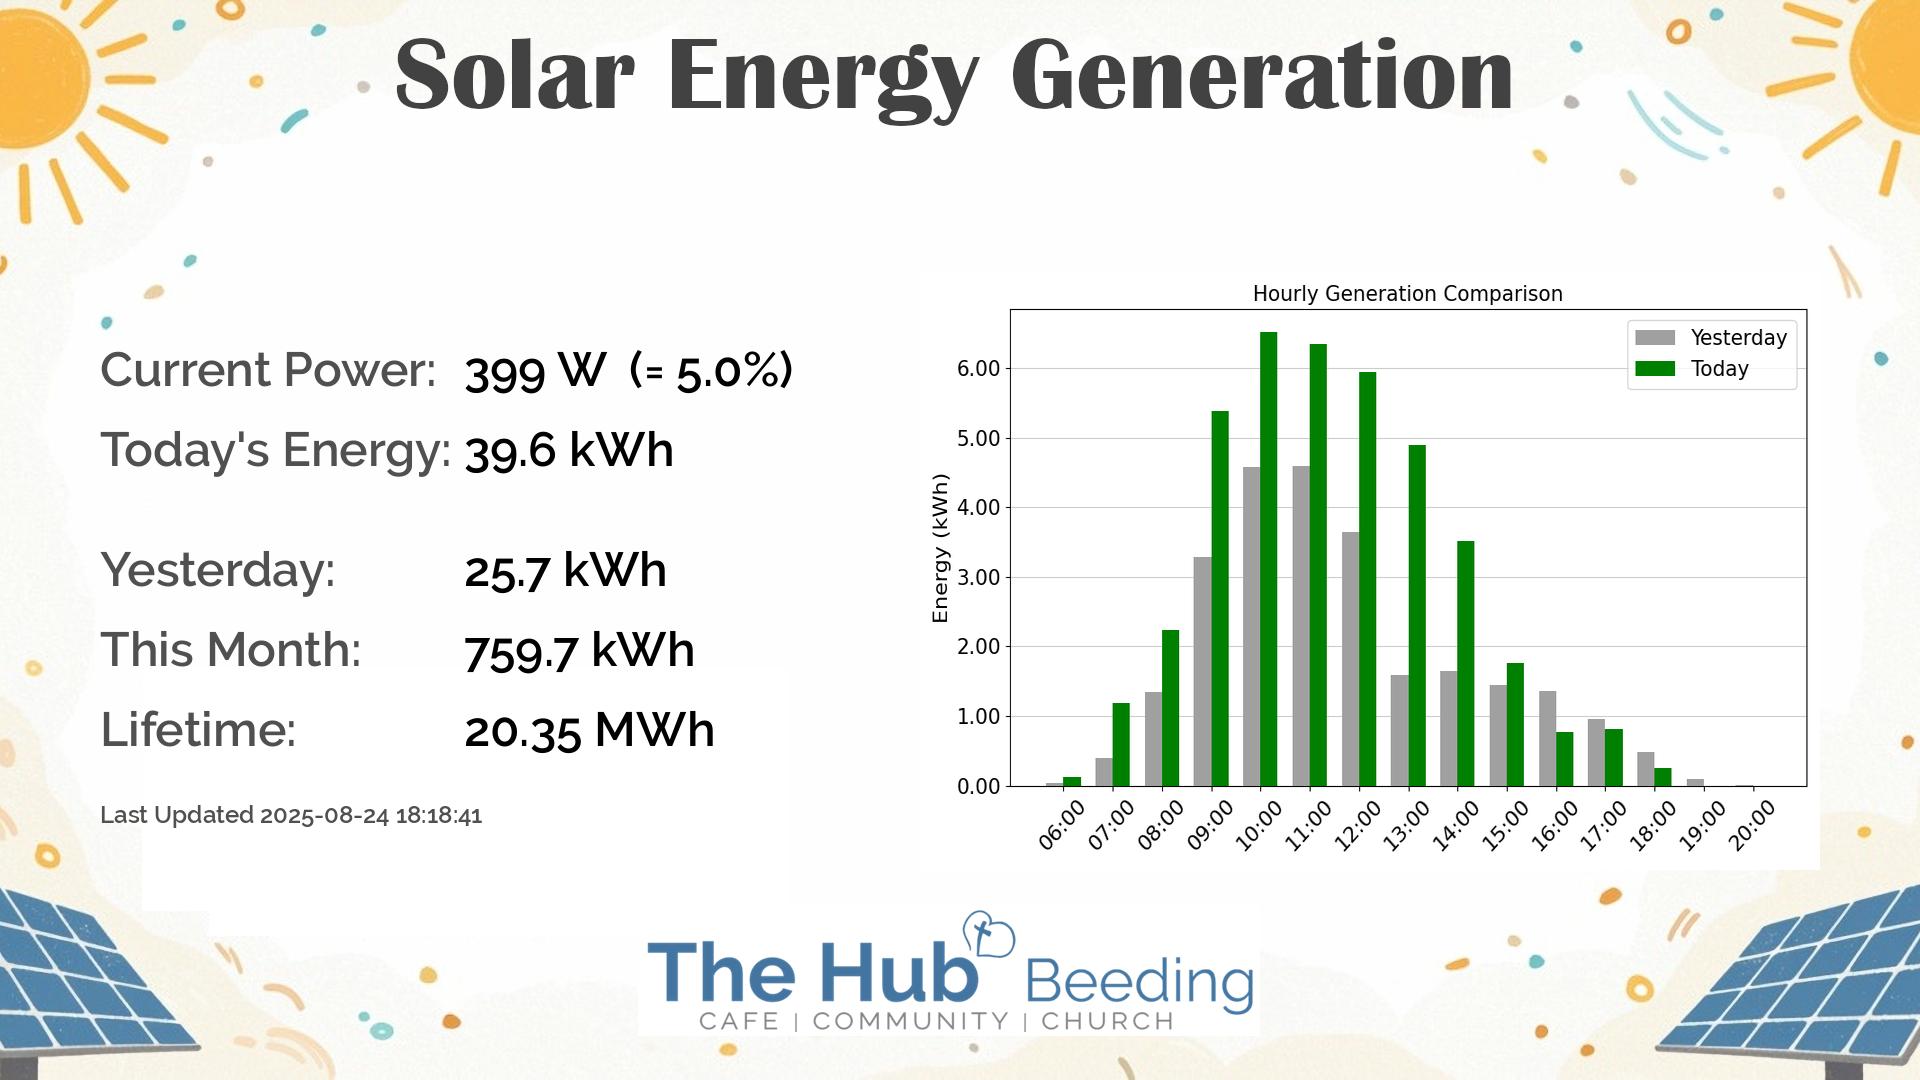 Solar Energy Generation
Current Power: 399 W (= 5.0%)
Today's Energy: 39.6 kWh
Yesterday: 25.7 kWh
This Month: 759.7 kWh
Lifetime: 20.35 MWh
Last Updated 2025-08-24 18:18:41
Hourly Generation Comparison
Yesterday
Today
Energy (kWh)
6.00
5.00
4.00
3.00
2.00
1.00
0.00
06:00 07:00 08:00 09:00 10:00 11:00 12:00 13:00 14:00 15:00 16:00 17:00 18:00 19:00 20:00
The Hub Beeding
CAFE | COMMUNITY | CHURCH